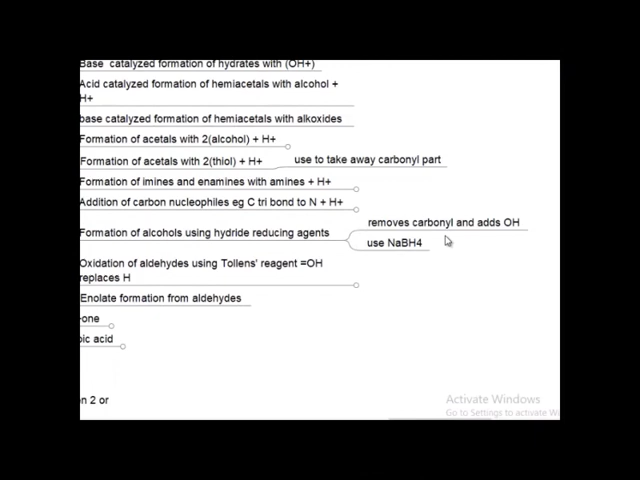 Base catalyzed formation of hydrates with (OH+)
Acid catalyzed formation of hemiacetals with alcohol +
H+
base catalyzed formation of hemiacetals with alkoxides
Formation of acetals with 2(alcohol) + H+
Formation of acetals with 2(thiol) + H+
use to take away carbonyl part
Formation of imines and enamines with amines + H+
Addition of carbon nucleophiles eg C tri bond to N + H+
removes carbonyl and adds OH
Formation of alcohols using hydride reducing agents
use NaBH4
Oxidation of aldehydes using Tollens' reagent =OH
replaces H
Enolate formation from aldehydes
one
ic acid
n 2 or
Activate Windows
Go to Settings to activate Wi